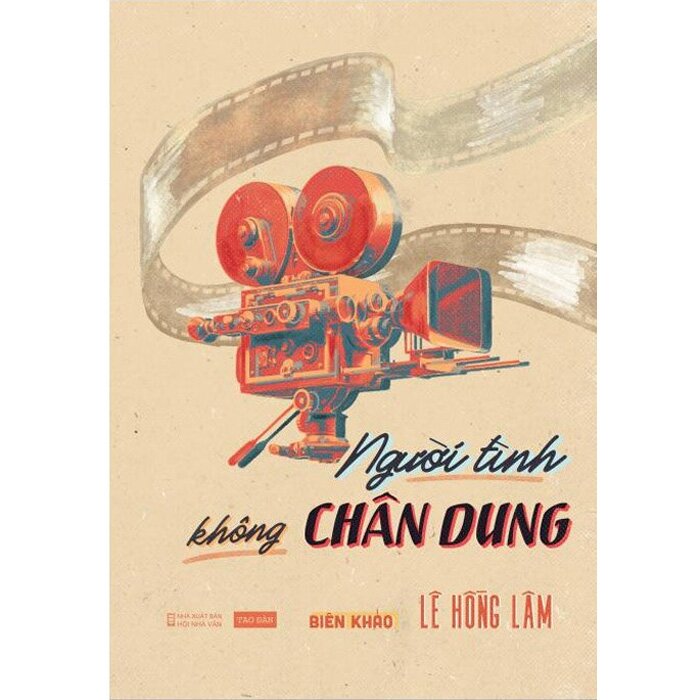 Người tình
không CHÂN DUNG
NHÀ XUẤT BẢN
HỘI NHÀ VĂN
TAO ĐÀN
BIÊN KHẢO
LÊ HỒNG LÂM